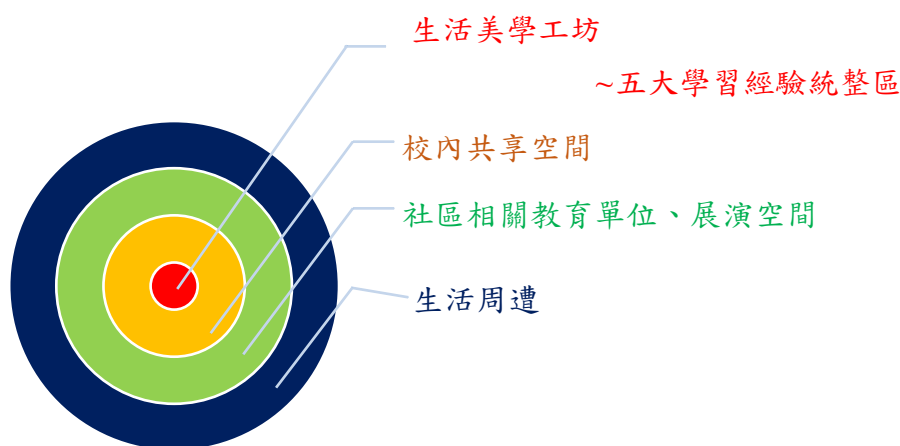 生活美學工坊
~五大學習經驗統整區
校內共享空間
社區相關教育單位、展演空間
生活周遭